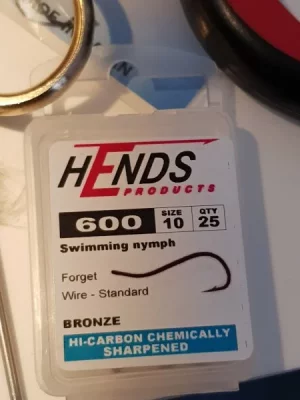 HENDS
PRODUCTS
600 SIZE 10 QTY 25
Swimming nymph
Forget
Wire - Standard
BRONZE
HI-CARBON CHEMICALLY
SHARPENED